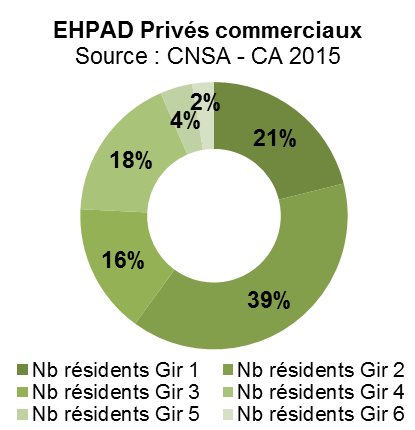 EHPAD Privés commerciaux
Source : CNSA - CA 2015
2%
4%
21%
18%
16%
39%
Nb résidents Gir 1 Nb résidents Gir 2
Nb résidents Gir 3 Nb résidents Gir 4
Nb résidents Gir 5 Nb résidents Gir 6